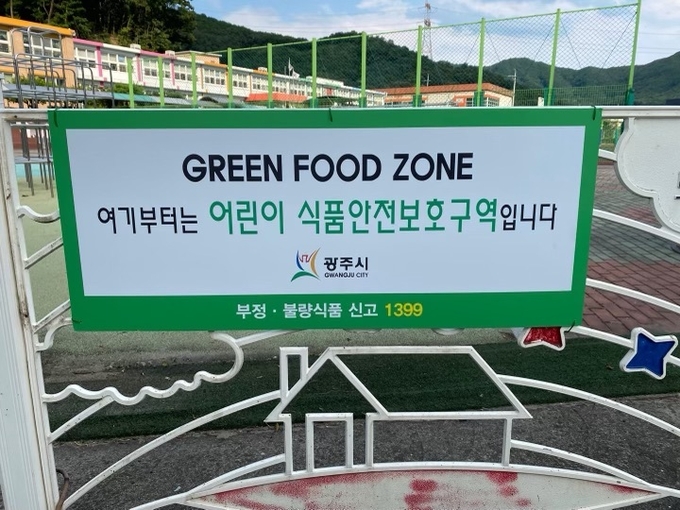 GREEN FOOD ZONE
여기부터는 어린이 식품안전보호구역입니다
광주시
GWANGJU CITY
부정 · 불량식품 신고 1399